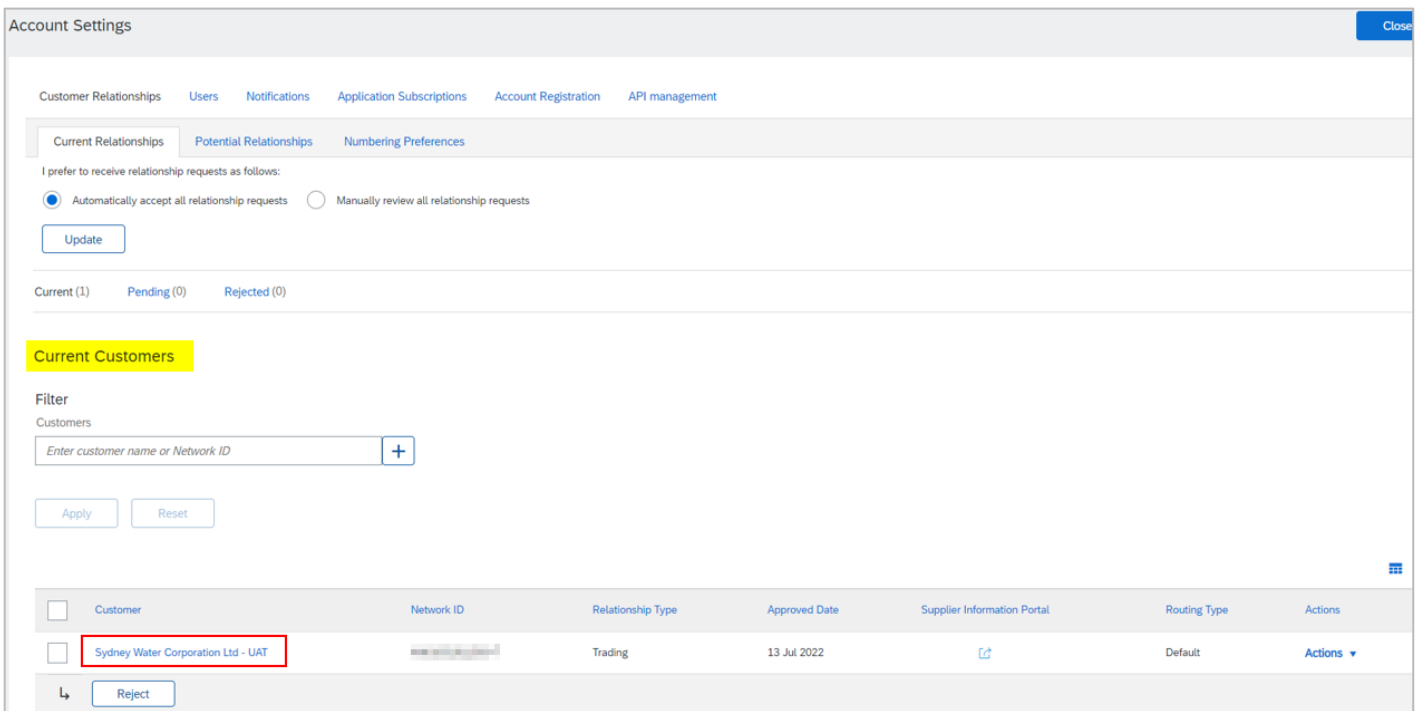 Account Settings
Close
Customer Relationships Users Notifications Application Subscriptions Account Registration API management
Current Relationships Potential Relationships Numbering Preferences
I prefer to receive relationship requests as follows:
Automatically accept all relationship requests Manually review all relationship requests
Update
Current (1) Pending (0) Rejected (0)
Current Customers
Filter
Customers
Enter customer name or Network ID
Apply Reset
Customer Network ID Relationship Type Approved Date Supplier Information Portal Routing Type Actions
Sydney Water Corporation Ltd - UAT Trading 13 Jul 2022 Default Actions
Reject